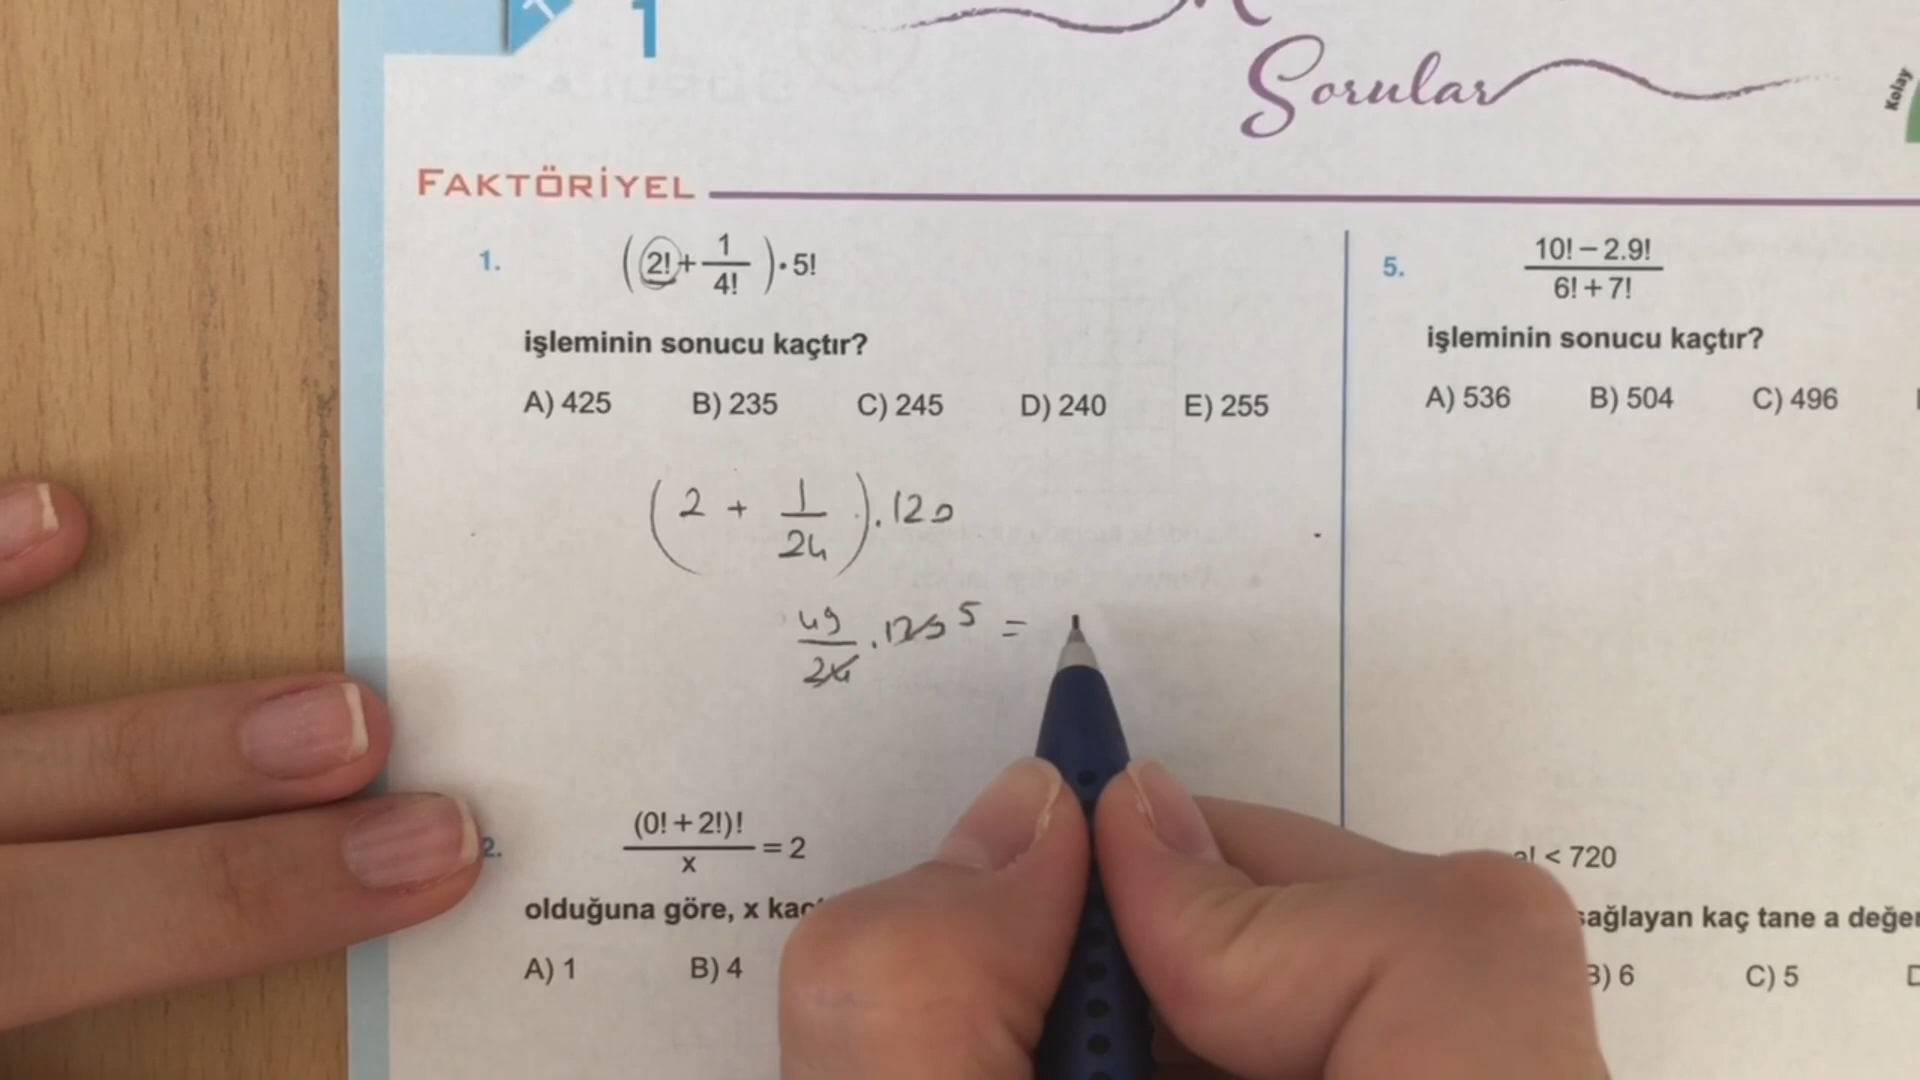 1
Sorular
Kolay
FAKTÖRİYEL
1. (2! + 1/4!) · 5!
işleminin sonucu kaçtır?
A) 425 B) 235 C) 245 D) 240 E) 255
(2 + 1/24) . 120
49/24 . 120 5 =
2. (0! + 2!)! / x = 2
olduğuna göre, x
A) 1 B) 4
5. 10! − 2.9! / 6! + 7!
işleminin sonucu kaçtır?
A) 536 B) 504 C) 496
a! < 720
sağlayan kaç tane a
B) 6 C) 5